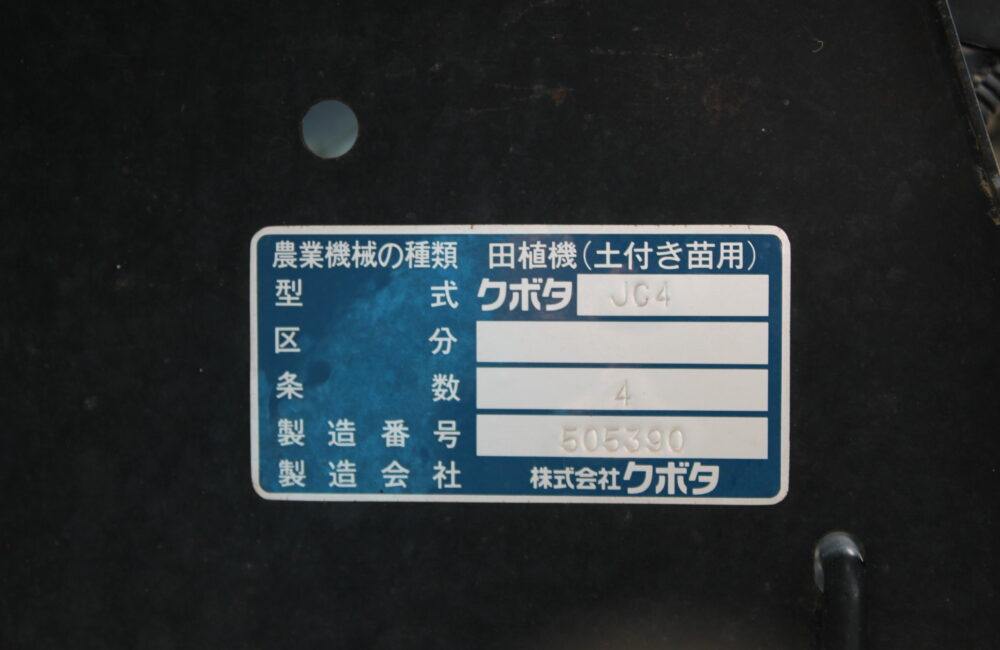 農業機械の種類 田植機(土付き苗用)
型式 クボタ JC4
区分
条数 4
製造番号 505390
製造会社 株式会社クボタ